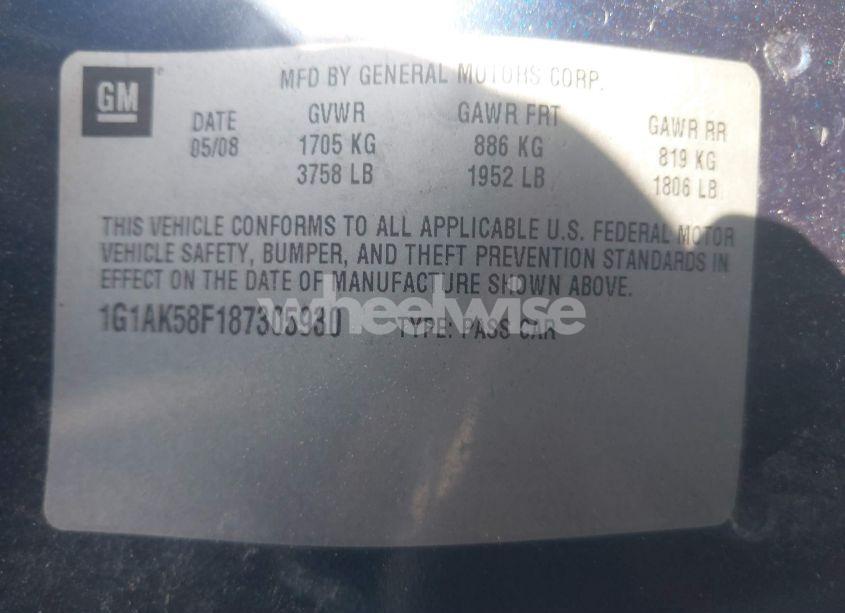 GM
MFD BY GENERAL MOTORS CORP.
DATE GVWR GAWR FRT GAWR RR
05/08 1705 KG 886 KG 819 KG
3758 LB 1952 LB 1806 LB
THIS VEHICLE CONFORMS TO ALL APPLICABLE U.S. FEDERAL MOTOR
VEHICLE SAFETY, BUMPER, AND THEFT PREVENTION STANDARDS IN
EFFECT ON THE DATE OF MANUFACTURE SHOWN ABOVE.
1G1AK58F187305930 TYPE: PASS CAR
wheelwise